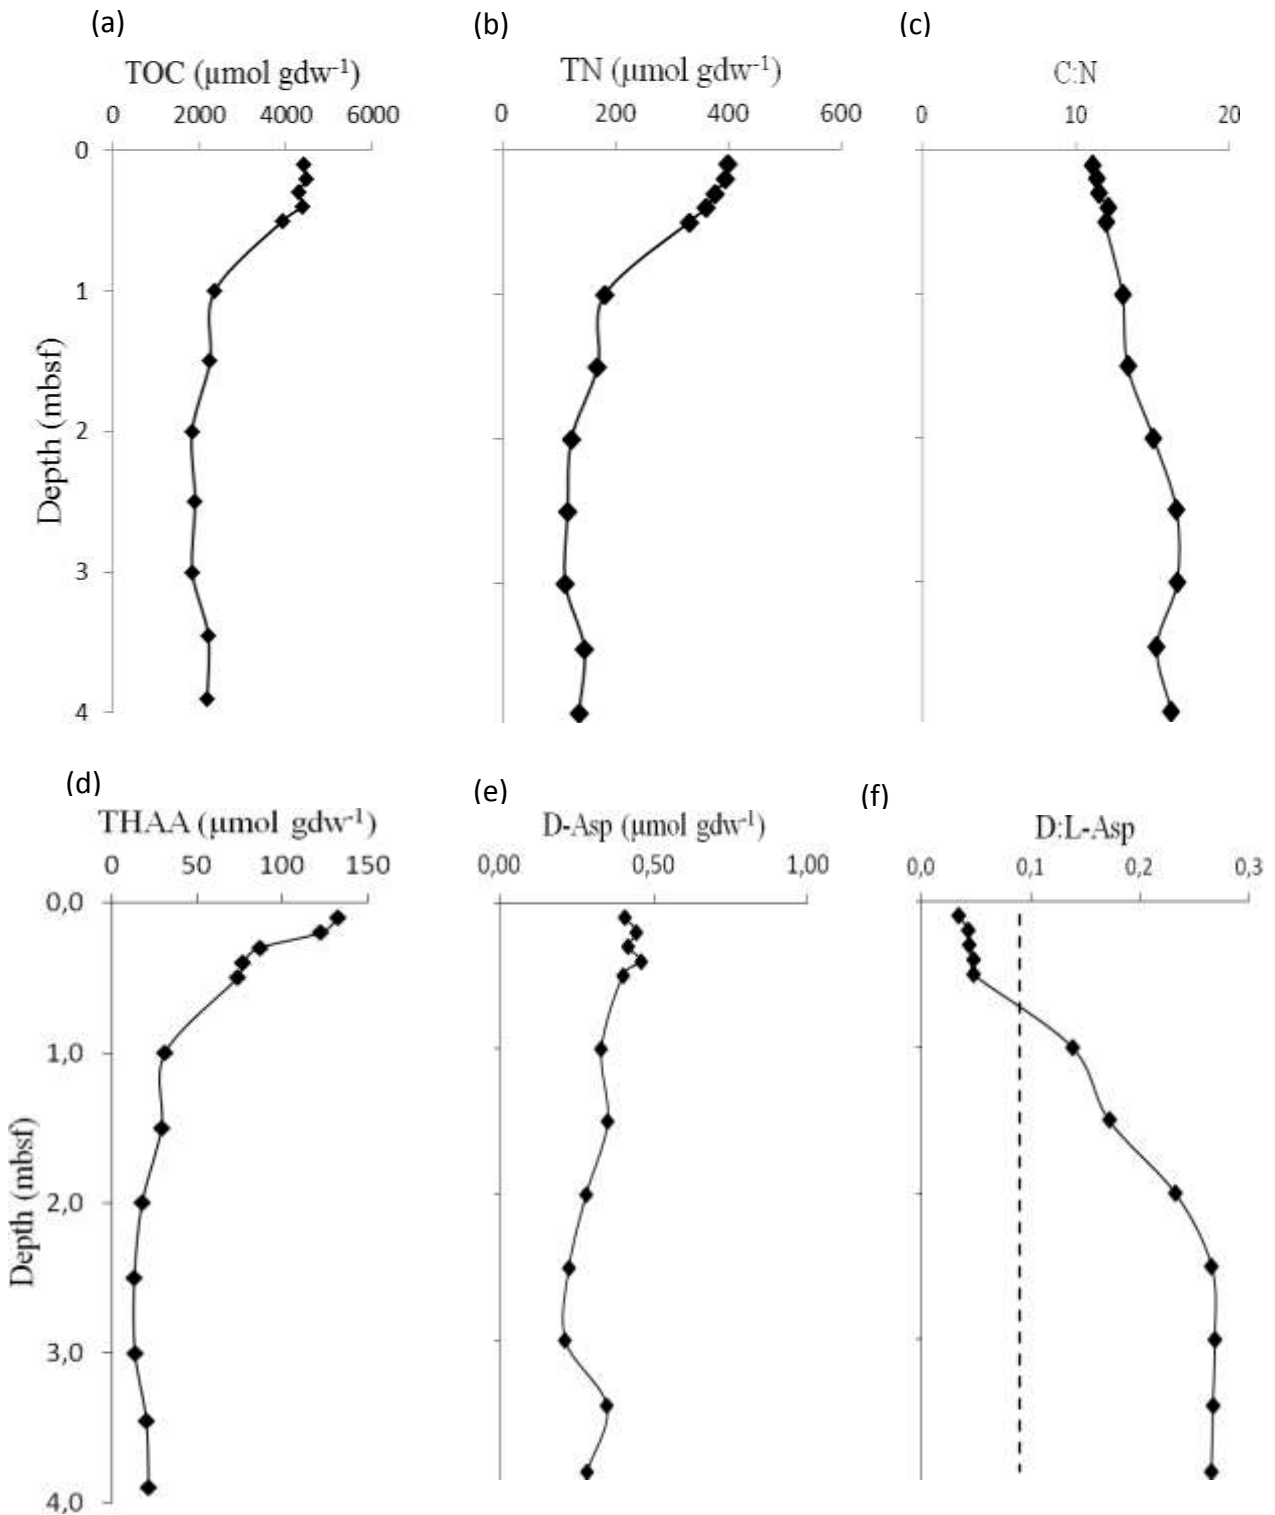 (a)
(b)
(c)
TOC (µmol gdw-1)
TN (µmol gdw-1)
C:N
0 2000 4000 6000
0 200 400 600
0 10 20
0
1
2
3
4
Depth (mbsf)
(d)
(e)
(f)
THAA (µmol gdw-1)
D-Asp (µmol gdw-1)
D:L-Asp
0 50 100 150
0,00 0,50 1,00
0,0 0,1 0,2 0,3
0,0
1,0
2,0
3,0
4,0
Depth (mbsf)